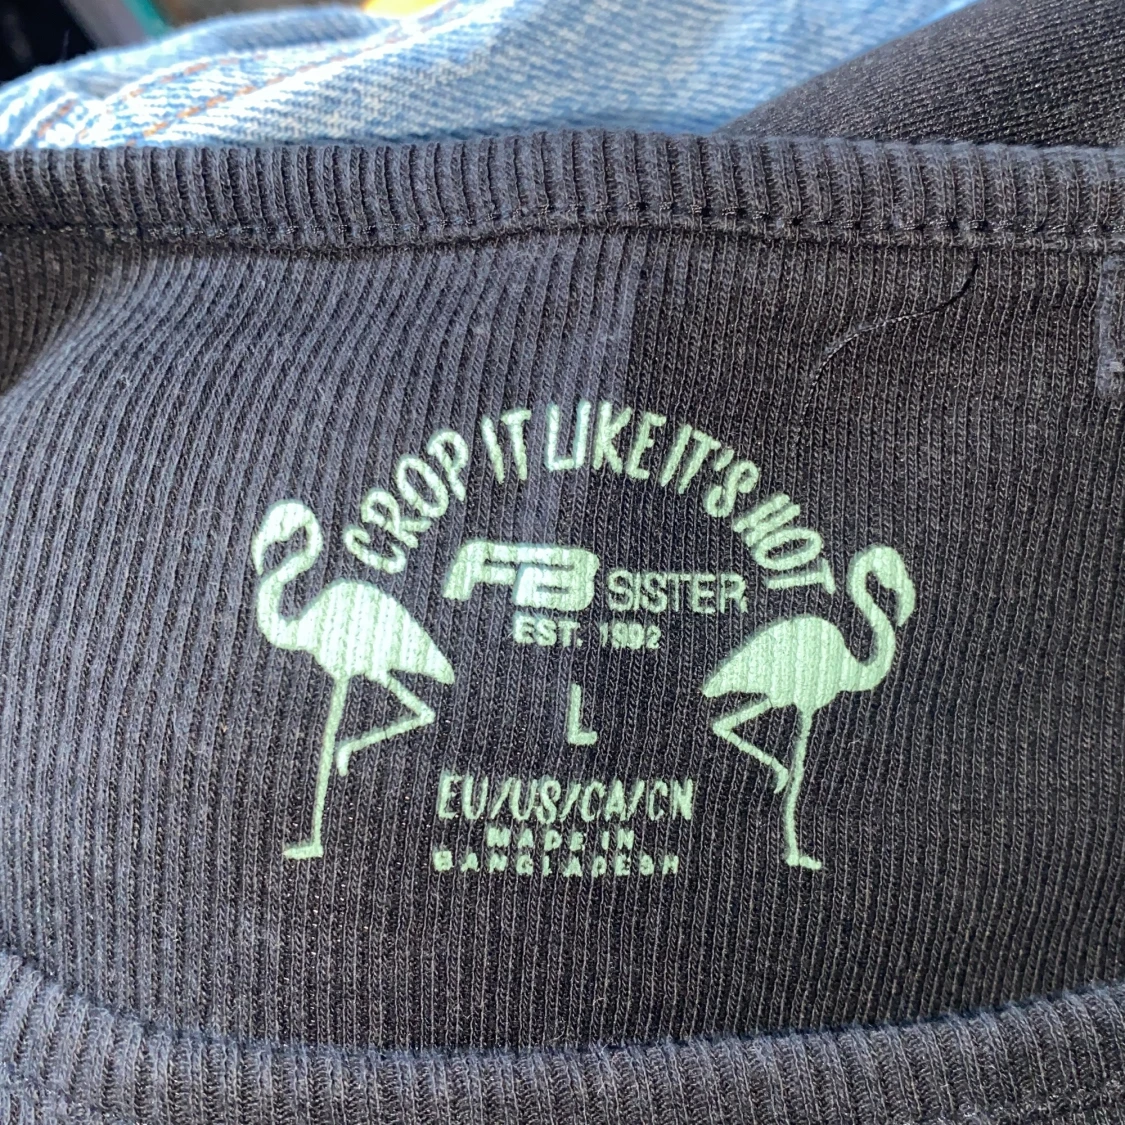 CROP IT LIKE IT'S HOT
FB SISTER
EST. 1992
L
EU/US/CA/CN
MADE IN
BANGLADESH